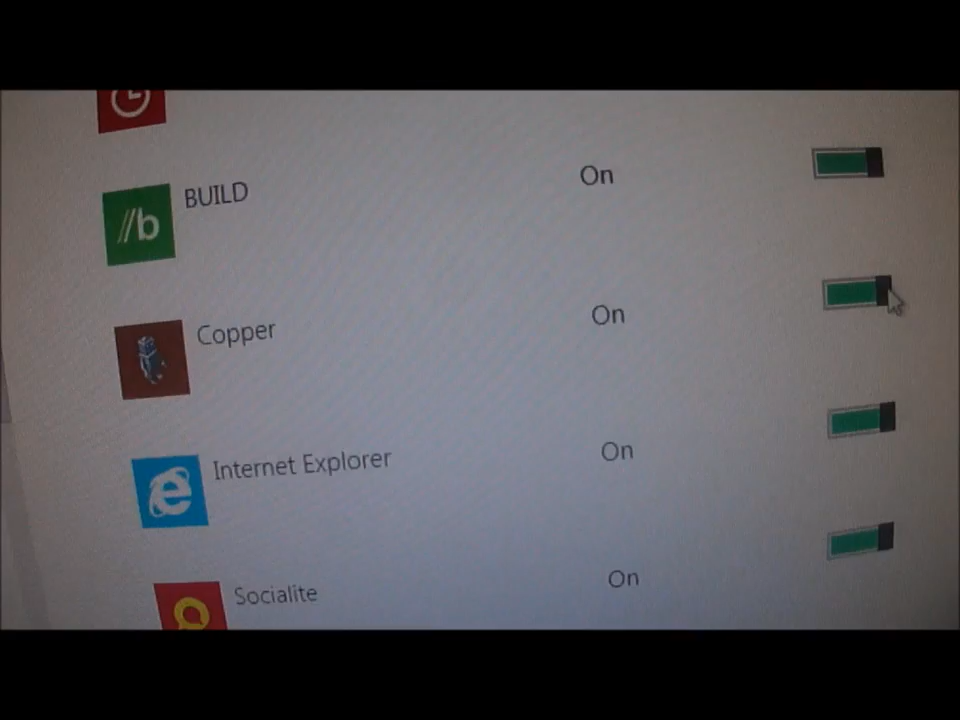 BUILD On
//b
Copper On
Internet Explorer On
Socialite On